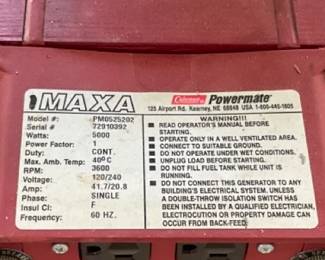 MAXA
Coleman Powermate
125 Airport Rd. Kearney, NE 68848 USA 1-800-445-1805
Model #: PM0525202
Serial # 72910392
Watts: 5000
Power Factor: 1
Duty: CONT.
Max. Amb. Temp: 40°C
RPM: 3600
Voltage: 120/240
Amp: 41.7/20.8
Phase: SINGLE
Insul Cl: F
Frequency: 60 HZ.
WARNING!!!
READ OPERATOR'S MANUAL BEFORE
STARTING.
OPERATE ONLY IN A WELL VENTILATED AREA.
CONNECT TO SUITABLE GROUND.
DO NOT OPERATE UNDER WET CONDITIONS.
UNPLUG LOAD BEFORE STARTING.
DO NOT FILL FUEL TANK WHILE UNIT IS
RUNNING.
DO NOT CONNECT THIS GENERATOR TO ANY
BUILDING'S ELECTRICAL SYSTEM. UNLESS
A DOUBLE-THROW ISOLATION SWITCH HAS
BEEN INSTALLED BY A QUALIFIED ELECTRICIAN,
ELECTROCUTION OR PROPERTY DAMAGE CAN
OCCUR FROM BACK-FEED